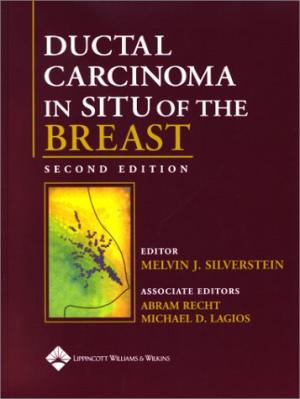 DUCTAL
CARCINOMA
IN SITU OF THE
BREAST
SECOND EDITION
EDITOR
MELVIN J. SILVERSTEIN
ASSOCIATE EDITORS
ABRAM RECHT
MICHAEL D. LAGIOS
LIPPINCOTT WILLIAMS & WILKINS